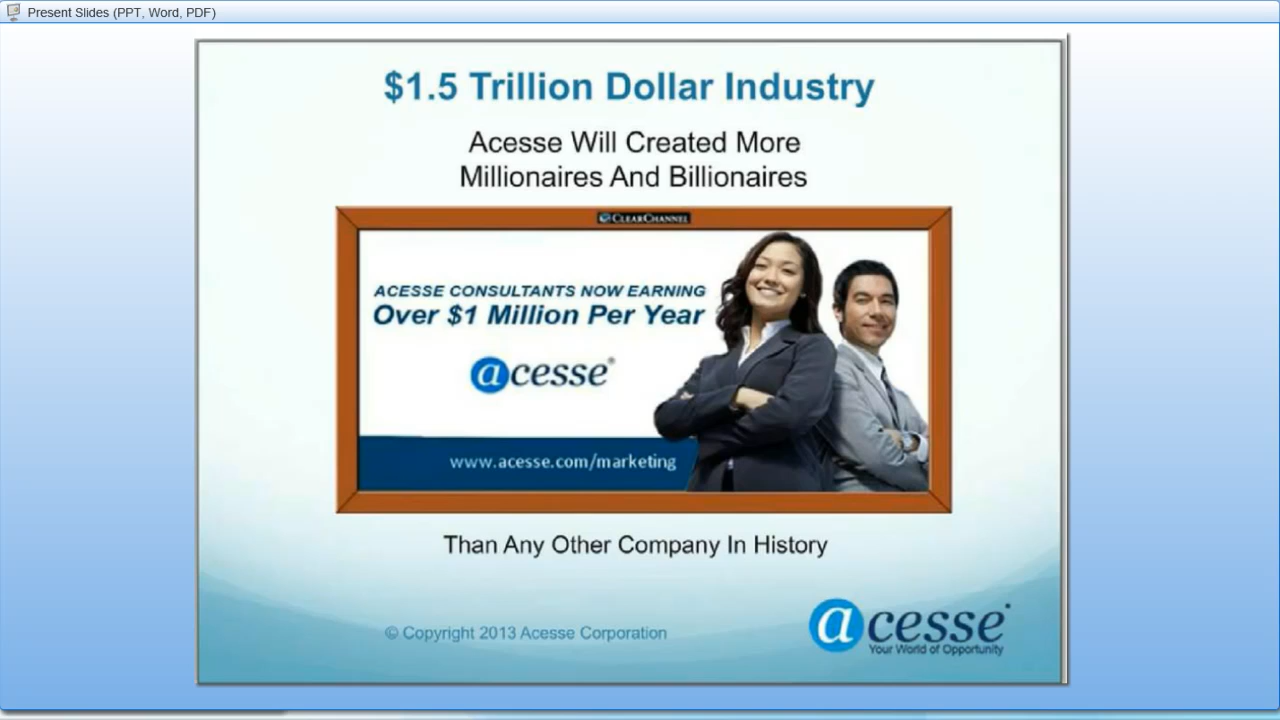 Present Slides (PPT, Word, PDF)
$1.5 Trillion Dollar Industry
Acesse Will Created More
Millionaires And Billionaires
CLEARCHANNEL
ACESSE CONSULTANTS NOW EARNING
Over $1 Million Per Year
acesse®
www.acesse.com/marketing
Than Any Other Company In History
© Copyright 2013 Acesse Corporation
acesse
Your World of Opportunity